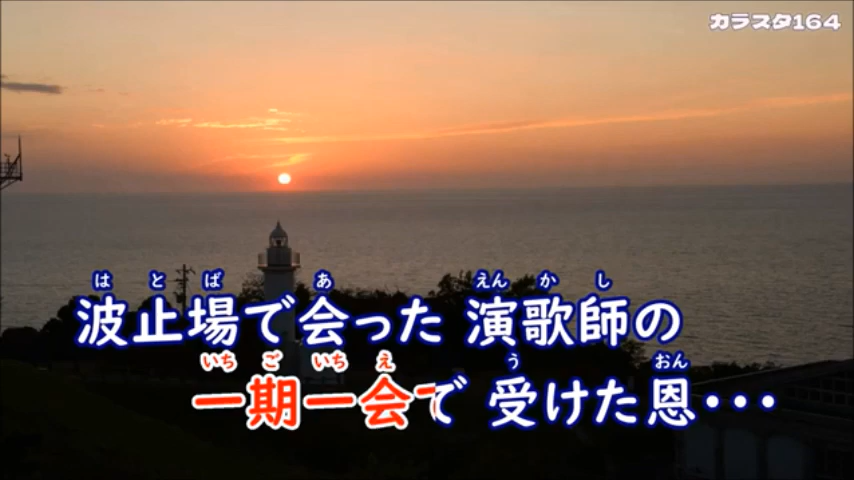 カラスタ164
はとば あ えんかし
波止場で会った 演歌師の
いちごいちえ う おん
一期一会で 受けた恩・・・